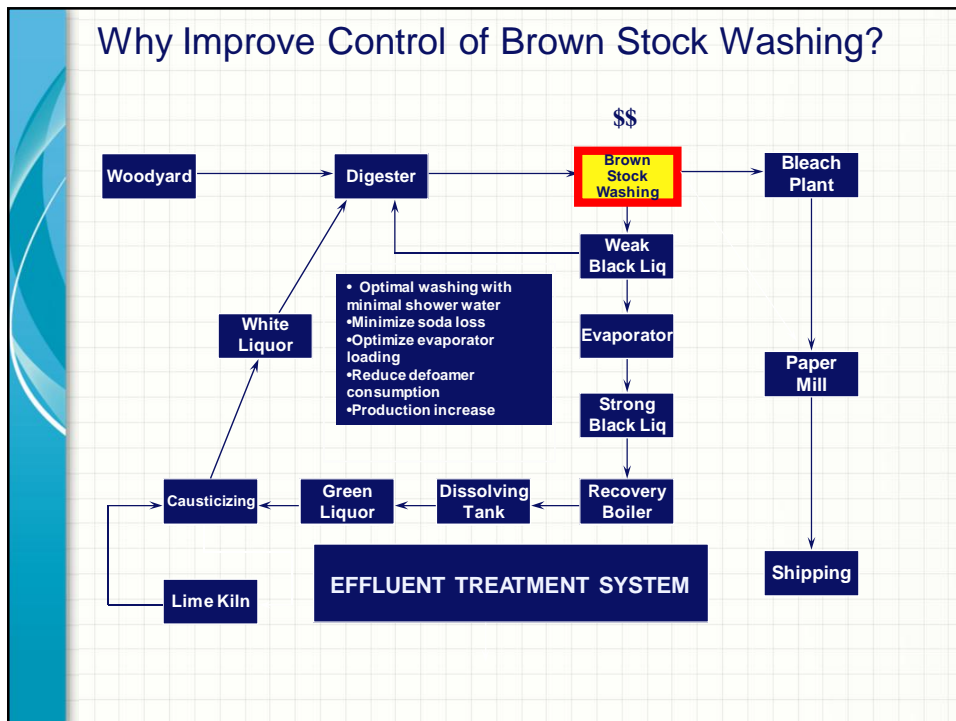 Why Improve Control of Brown Stock Washing?
$$
Woodyard
Digester
Brown
Stock
Washing
Bleach
Plant
Weak
Black Liq
• Optimal washing with
minimal shower water
•Minimize soda loss
•Optimize evaporator
loading
•Reduce defoamer
consumption
•Production increase
White
Liquor
Evaporator
Paper
Mill
Strong
Black Liq
Causticizing
Green
Liquor
Dissolving
Tank
Recovery
Boiler
EFFLUENT TREATMENT SYSTEM
Shipping
Lime Kiln